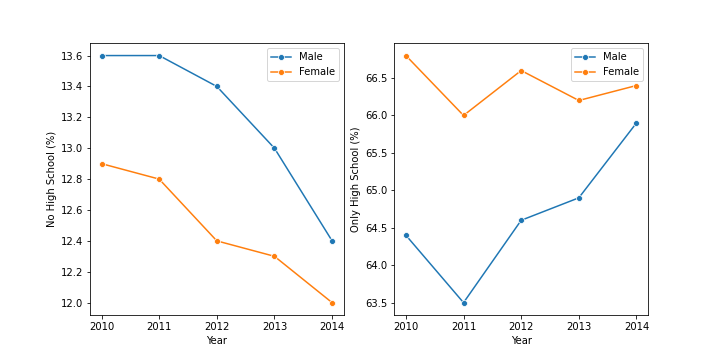 No High School (%)
13.6
13.4
13.2
13.0
12.8
12.6
12.4
12.2
12.0
2010 2011 2012 2013 2014
Year
Male
Female
Only High School (%)
66.5
66.0
65.5
65.0
64.5
64.0
63.5
2010 2011 2012 2013 2014
Year
Male
Female